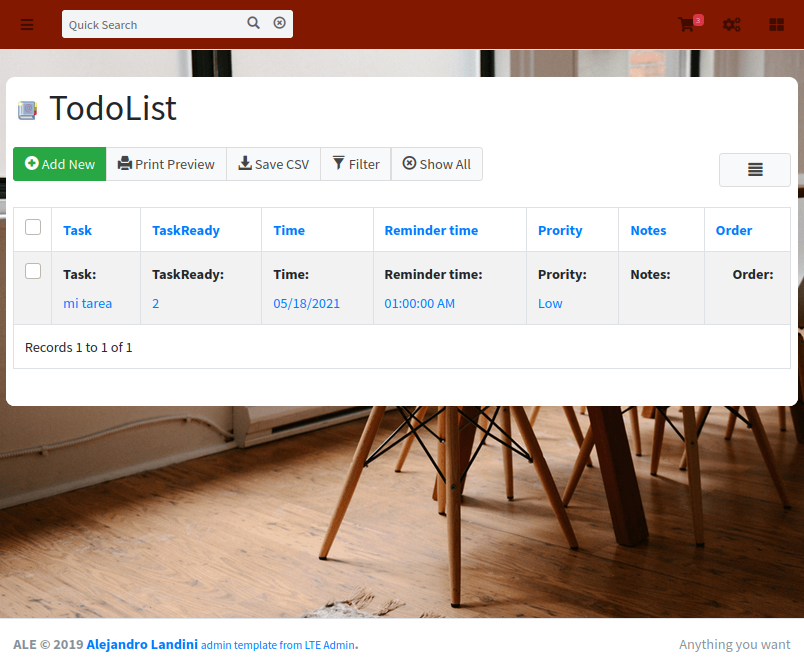 Quick Search
3
TodoList
Add New Print Preview Save CSV Filter Show All
Task TaskReady Time Reminder time Prority Notes Order
Task: TaskReady: Time: Reminder time: Prority: Notes: Order:
mi tarea 2 05/18/2021 01:00:00 AM Low
Records 1 to 1 of 1
ALE © 2019 Alejandro Landini admin template from LTE Admin. Anything you want